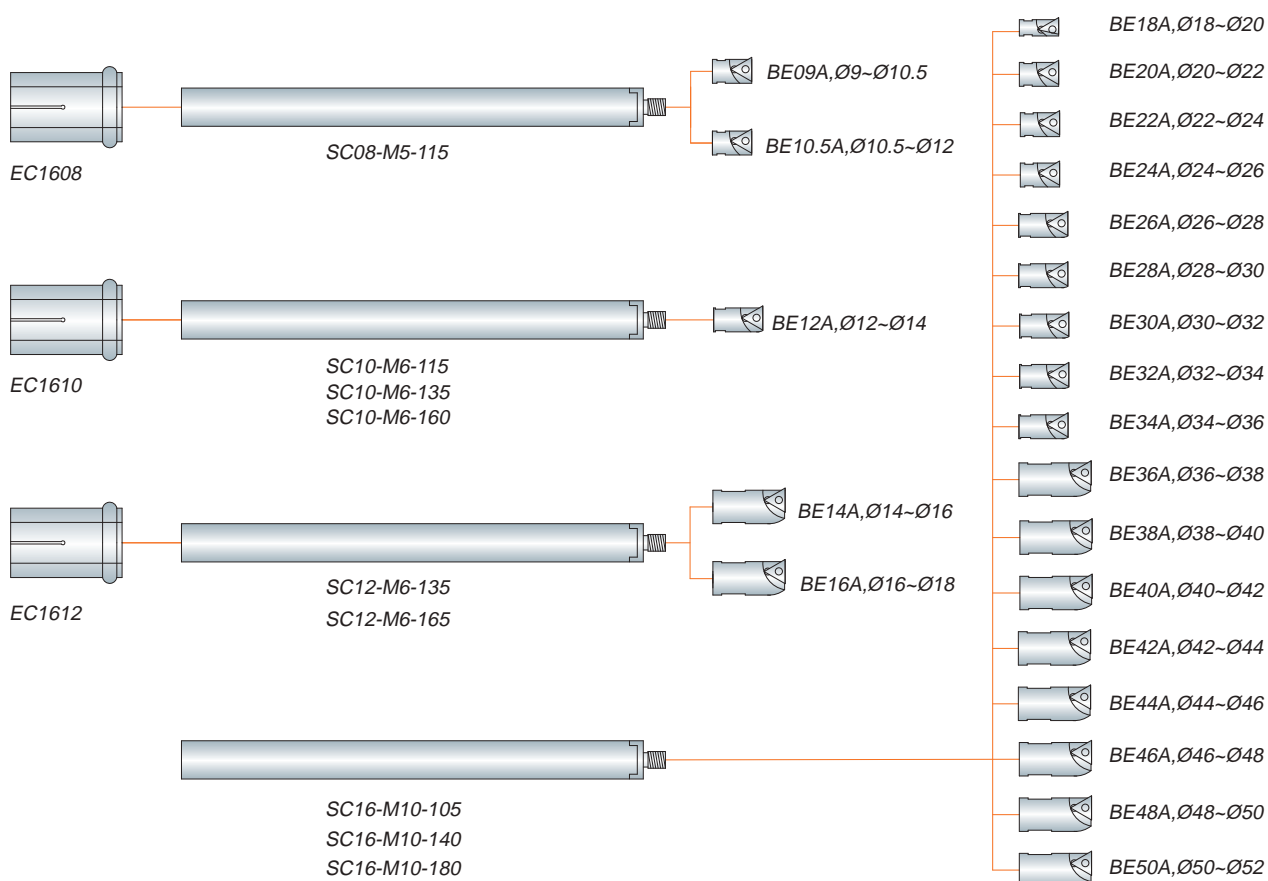 EC1608
SC08-M5-115
BE09A,Ø9~Ø10.5
BE10.5A,Ø10.5~Ø12
EC1610
SC10-M6-115
SC10-M6-135
SC10-M6-160
BE12A,Ø12~Ø14
EC1612
SC12-M6-135
SC12-M6-165
BE14A,Ø14~Ø16
BE16A,Ø16~Ø18
SC16-M10-105
SC16-M10-140
SC16-M10-180
BE18A,Ø18~Ø20
BE20A,Ø20~Ø22
BE22A,Ø22~Ø24
BE24A,Ø24~Ø26
BE26A,Ø26~Ø28
BE28A,Ø28~Ø30
BE30A,Ø30~Ø32
BE32A,Ø32~Ø34
BE34A,Ø34~Ø36
BE36A,Ø36~Ø38
BE38A,Ø38~Ø40
BE40A,Ø40~Ø42
BE42A,Ø42~Ø44
BE44A,Ø44~Ø46
BE46A,Ø46~Ø48
BE48A,Ø48~Ø50
BE50A,Ø50~Ø52